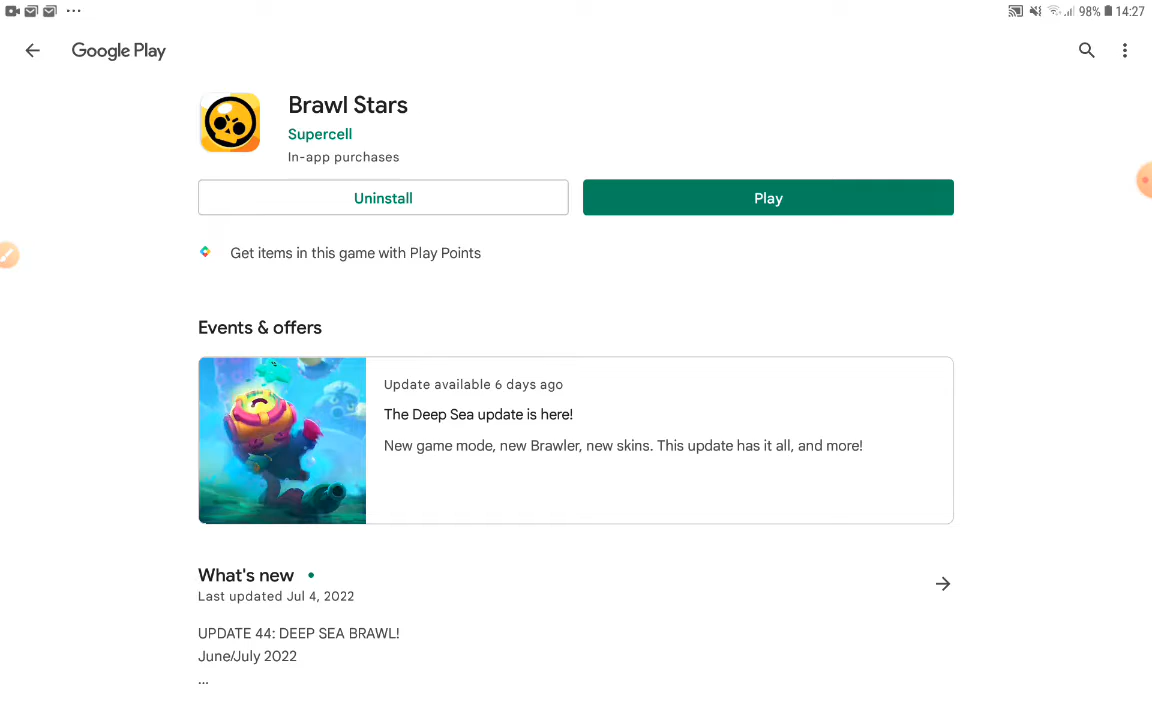 98% 14:27
Google Play
Brawl Stars
Supercell
In-app purchases
Uninstall
Play
Get items in this game with Play Points
Events & offers
Update available 6 days ago
The Deep Sea update is here!
New game mode, new Brawler, new skins. This update has it all, and more!
What's new
Last updated Jul 4, 2022
UPDATE 44: DEEP SEA BRAWL!
June/July 2022
...